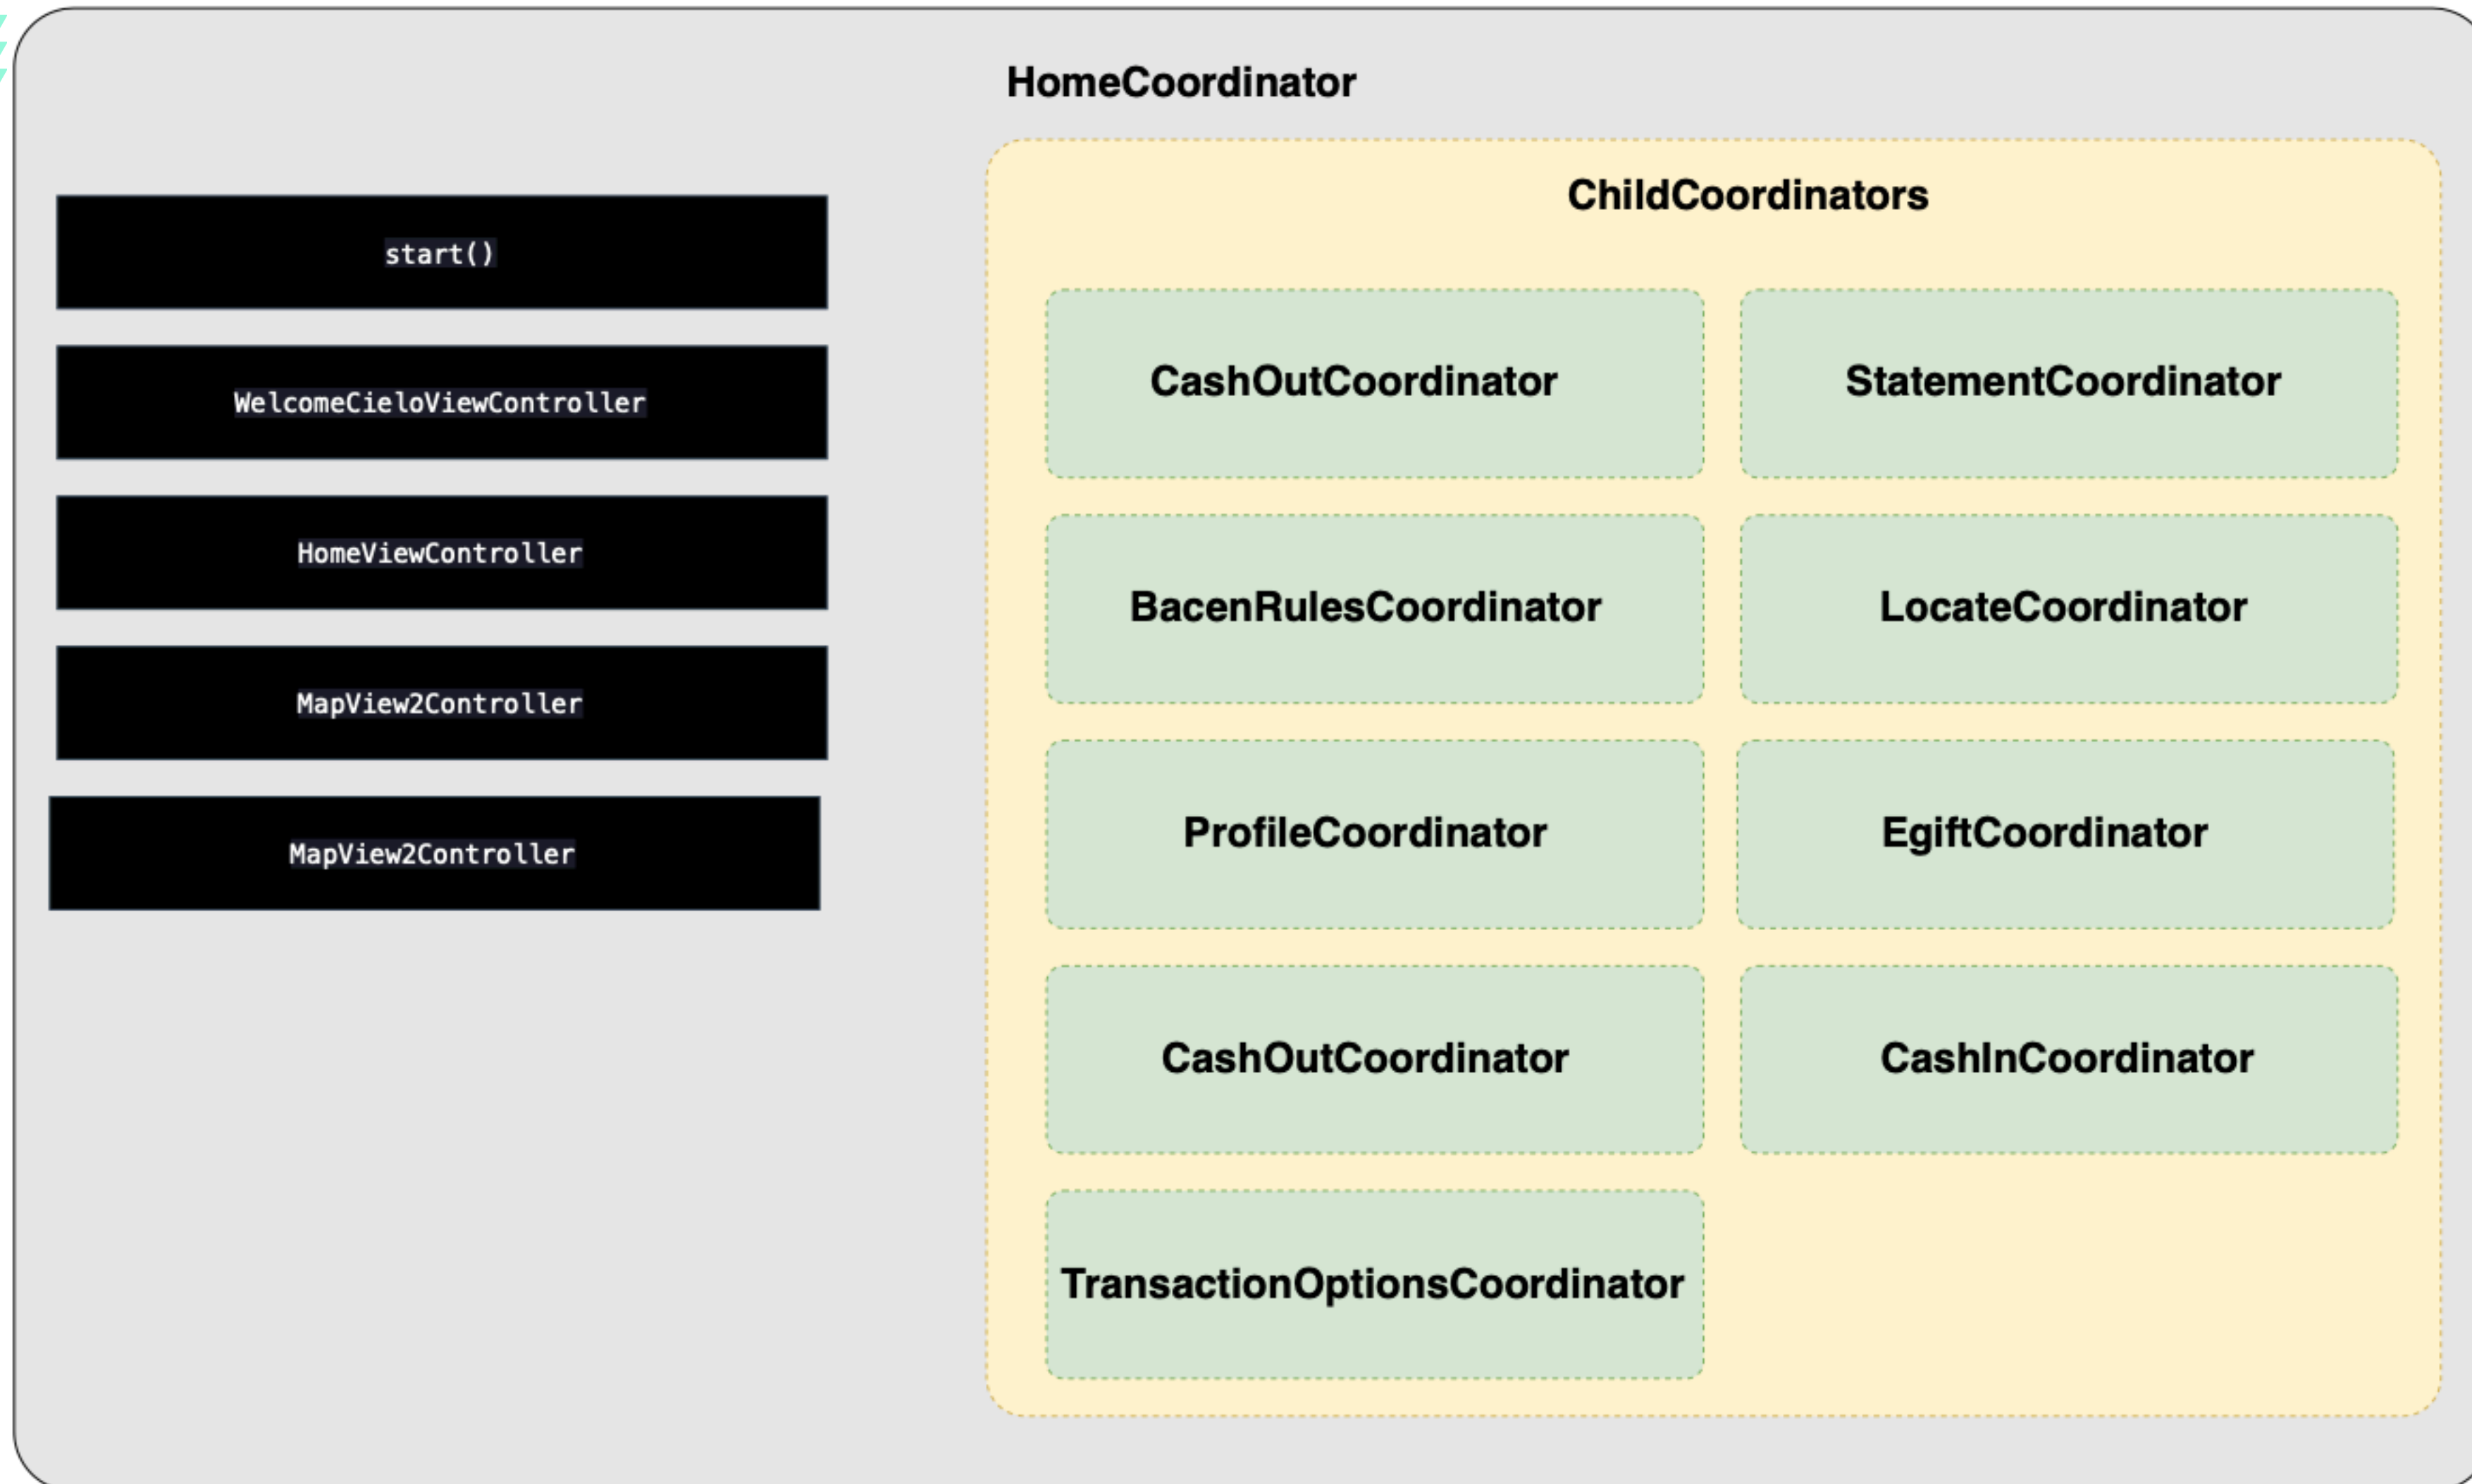 HomeCoordinator
start()
WelcomeCieloViewController
HomeViewController
MapView2Controller
MapView2Controller
ChildCoordinators
CashOutCoordinator
StatementCoordinator
BacenRulesCoordinator
LocateCoordinator
ProfileCoordinator
EgiftCoordinator
CashOutCoordinator
CashInCoordinator
TransactionOptionsCoordinator